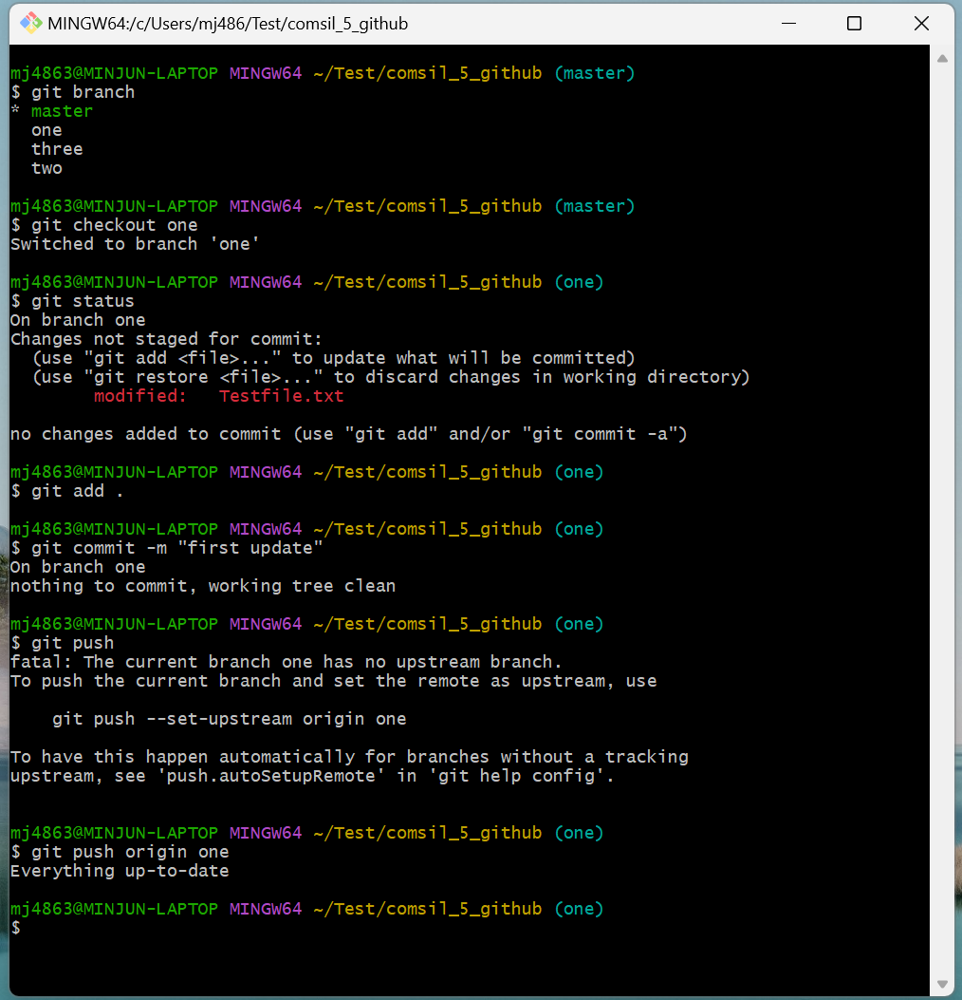 MINGW64:/c/Users/mj486/Test/comsil_5_github
mj4863@MINJUN-LAPTOP MINGW64 ~/Test/comsil_5_github (master)
$ git branch
* master
  one
  three
  two
mj4863@MINJUN-LAPTOP MINGW64 ~/Test/comsil_5_github (master)
$ git checkout one
Switched to branch 'one'
mj4863@MINJUN-LAPTOP MINGW64 ~/Test/comsil_5_github (one)
$ git status
On branch one
Changes not staged for commit:
  (use "git add <file>..." to update what will be committed)
  (use "git restore <file>..." to discard changes in working directory)
        modified:   Testfile.txt
no changes added to commit (use "git add" and/or "git commit -a")
mj4863@MINJUN-LAPTOP MINGW64 ~/Test/comsil_5_github (one)
$ git add .
mj4863@MINJUN-LAPTOP MINGW64 ~/Test/comsil_5_github (one)
$ git commit -m "first update"
On branch one
nothing to commit, working tree clean
mj4863@MINJUN-LAPTOP MINGW64 ~/Test/comsil_5_github (one)
$ git push
fatal: The current branch one has no upstream branch.
To push the current branch and set the remote as upstream, use
    git push --set-upstream origin one
To have this happen automatically for branches without a tracking
upstream, see 'push.autoSetupRemote' in 'git help config'.
mj4863@MINJUN-LAPTOP MINGW64 ~/Test/comsil_5_github (one)
$ git push origin one
Everything up-to-date
mj4863@MINJUN-LAPTOP MINGW64 ~/Test/comsil_5_github (one)
$